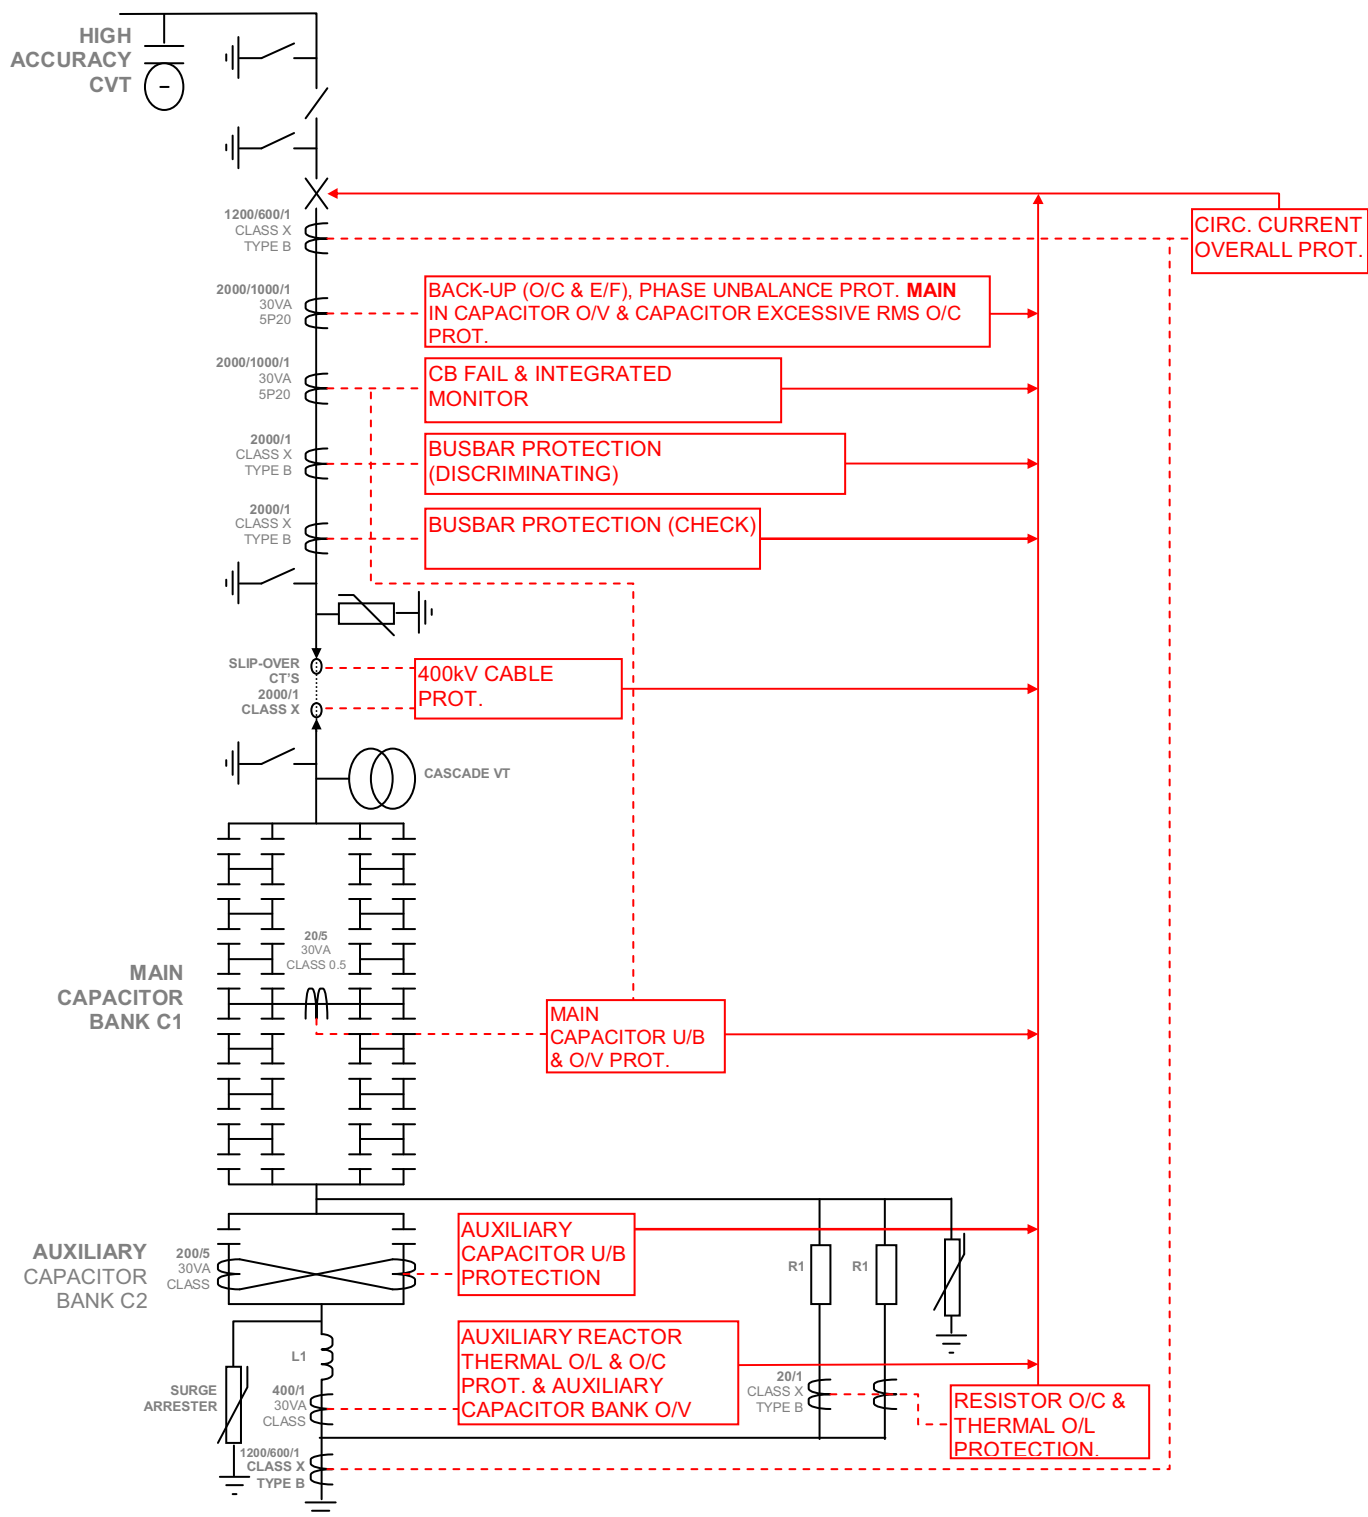 HIGH
ACCURACY
CVT
1200/600/1
CLASS X
TYPE B
CIRC. CURRENT
OVERALL PROT.
2000/1000/1
30VA
5P20
BACK-UP (O/C & E/F), PHASE UNBALANCE PROT. MAIN
IN CAPACITOR O/V & CAPACITOR EXCESSIVE RMS O/C
PROT.
2000/1000/1
30VA
5P20
CB FAIL & INTEGRATED
MONITOR
2000/1
CLASS X
TYPE B
BUSBAR PROTECTION
(DISCRIMINATING)
2000/1
CLASS X
TYPE B
BUSBAR PROTECTION (CHECK)
SLIP-OVER
CT'S
2000/1
CLASS X
400kV CABLE
PROT.
CASCADE VT
20/5
30VA
CLASS 0.5
MAIN
CAPACITOR
BANK C1
MAIN
CAPACITOR U/B
& O/V PROT.
AUXILIARY
CAPACITOR
BANK C2
200/5
30VA
CLASS
AUXILIARY
CAPACITOR U/B
PROTECTION
R1
R1
L1
SURGE
ARRESTER
400/1
30VA
CLASS
AUXILIARY REACTOR
THERMAL O/L & O/C
PROT. & AUXILIARY
CAPACITOR BANK O/V
20/1
CLASS X
TYPE B
RESISTOR O/C &
THERMAL O/L
PROTECTION.
1200/600/1
CLASS X
TYPE B